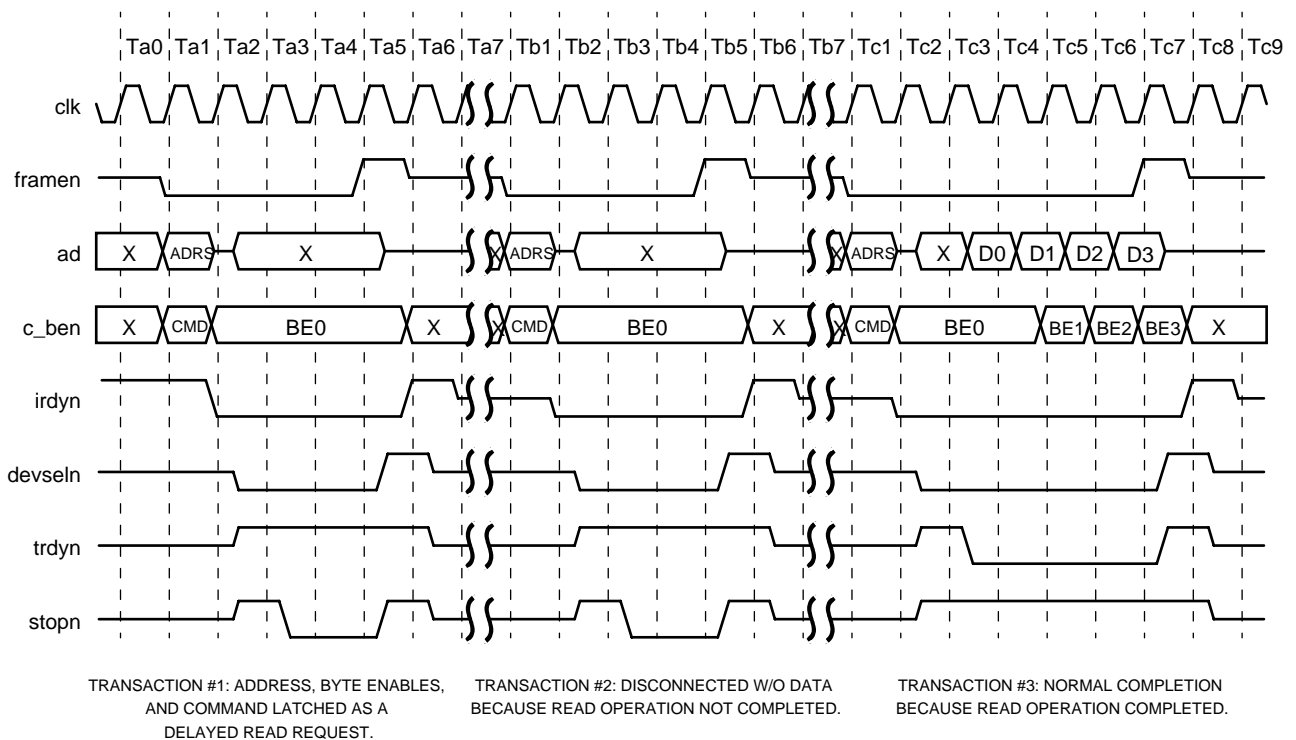 Ta0 Ta1 Ta2 Ta3 Ta4 Ta5 Ta6 Ta7 Tb1 Tb2 Tb3 Tb4 Tb5 Tb6 Tb7 Tc1 Tc2 Tc3 Tc4 Tc5 Tc6 Tc7 Tc8 Tc9
clk
framen
ad X ADRS X X ADRS X X ADRS X D0 D1 D2 D3
c_ben X CMD BE0 X X CMD BE0 X X CMD BE0 BE1 BE2 BE3 X
irdyn
devseln
trdyn
stopn
TRANSACTION #1: ADDRESS, BYTE ENABLES,
AND COMMAND LATCHED AS A
DELAYED READ REQUEST.
TRANSACTION #2: DISCONNECTED W/O DATA
BECAUSE READ OPERATION NOT COMPLETED.
TRANSACTION #3: NORMAL COMPLETION
BECAUSE READ OPERATION COMPLETED.